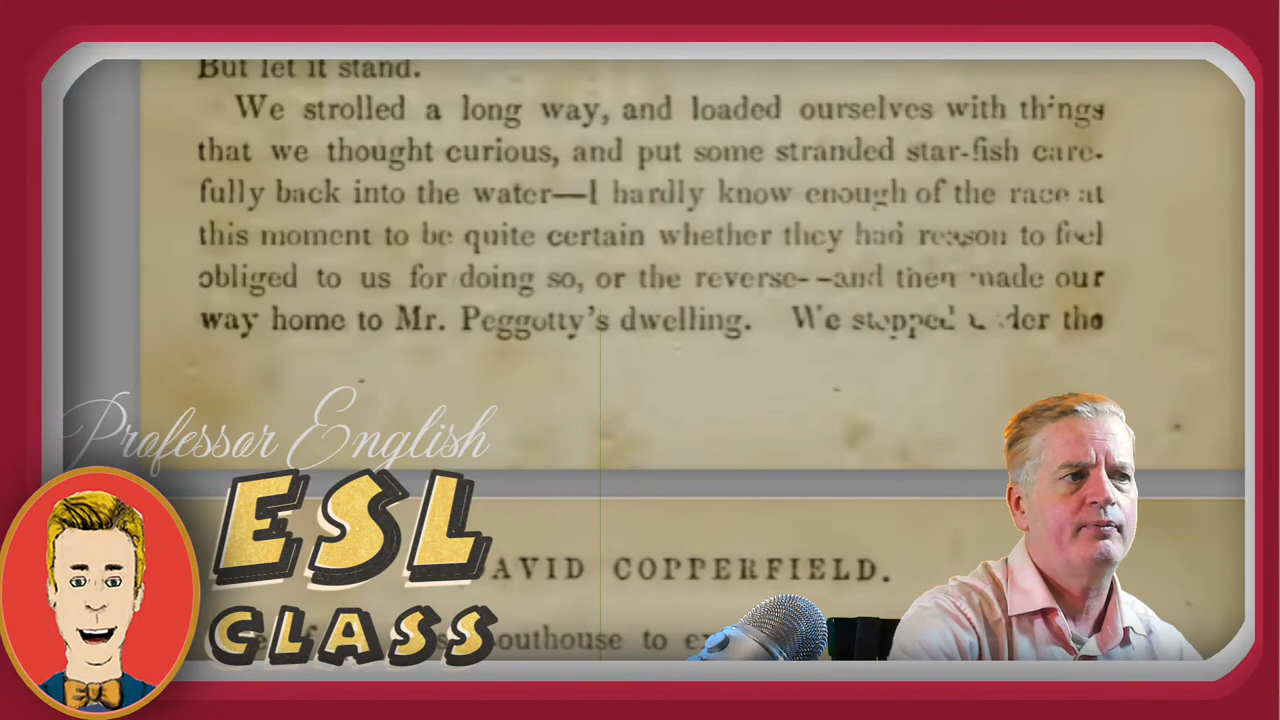 But let it stand.
We strolled a long way, and loaded ourselves with things
that we thought curious, and put some stranded star-fish care-
fully back into the water—I hardly know enough of the race at
this moment to be quite certain whether they had reason to feel
obliged to us for doing so, or the reverse--and then made our
way home to Mr. Peggotty's dwelling. We stopped the
Professor English
ESL
CLASS
AVID COPPERFIELD.
outhouse to